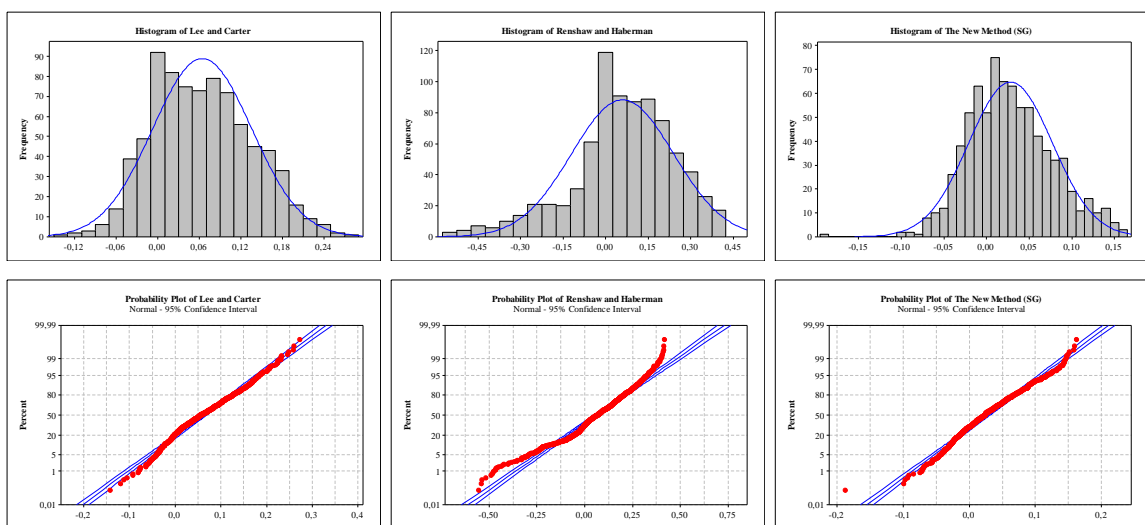 Histogram of Lee and Carter
Frequency
90
80
70
60
50
40
30
20
10
0
-0,12 -0,06 0,00 0,06 0,12 0,18 0,24
Histogram of Renshaw and Haberman
Frequency
120
100
80
60
40
20
0
-0,45 -0,30 -0,15 0,00 0,15 0,30 0,45
Histogram of The New Method (SG)
Frequency
80
70
60
50
40
30
20
10
0
-0,15 -0,10 -0,05 0,00 0,05 0,10 0,15
Probability Plot of Lee and Carter
Normal - 95% Confidence Interval
Percent
99,99
99
95
80
50
20
5
1
0,01
-0,2 -0,1 0,0 0,1 0,2 0,3 0,4
Probability Plot of Renshaw and Haberman
Normal - 95% Confidence Interval
Percent
99,99
99
95
80
50
20
5
1
0,01
-0,50 -0,25 0,00 0,25 0,50 0,75
Probability Plot of The New Method (SG)
Normal - 95% Confidence Interval
Percent
99,99
99
95
80
50
20
5
1
0,01
-0,2 -0,1 0,0 0,1 0,2